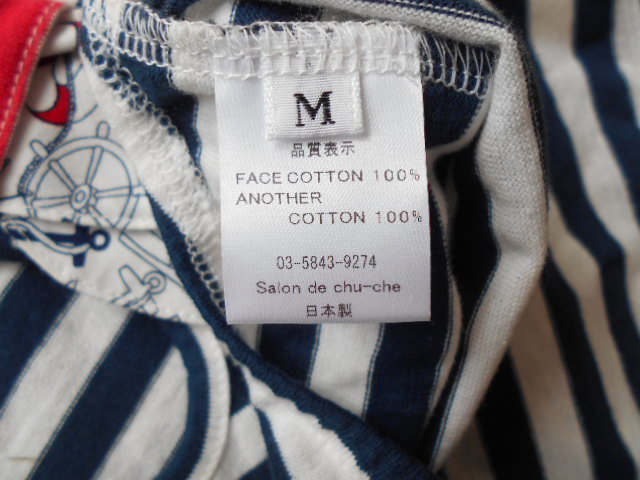 M
品質表示
FACE COTTON 100%
ANOTHER
COTTON 100%
03-5843-9274
Salon de chu-che
日本製